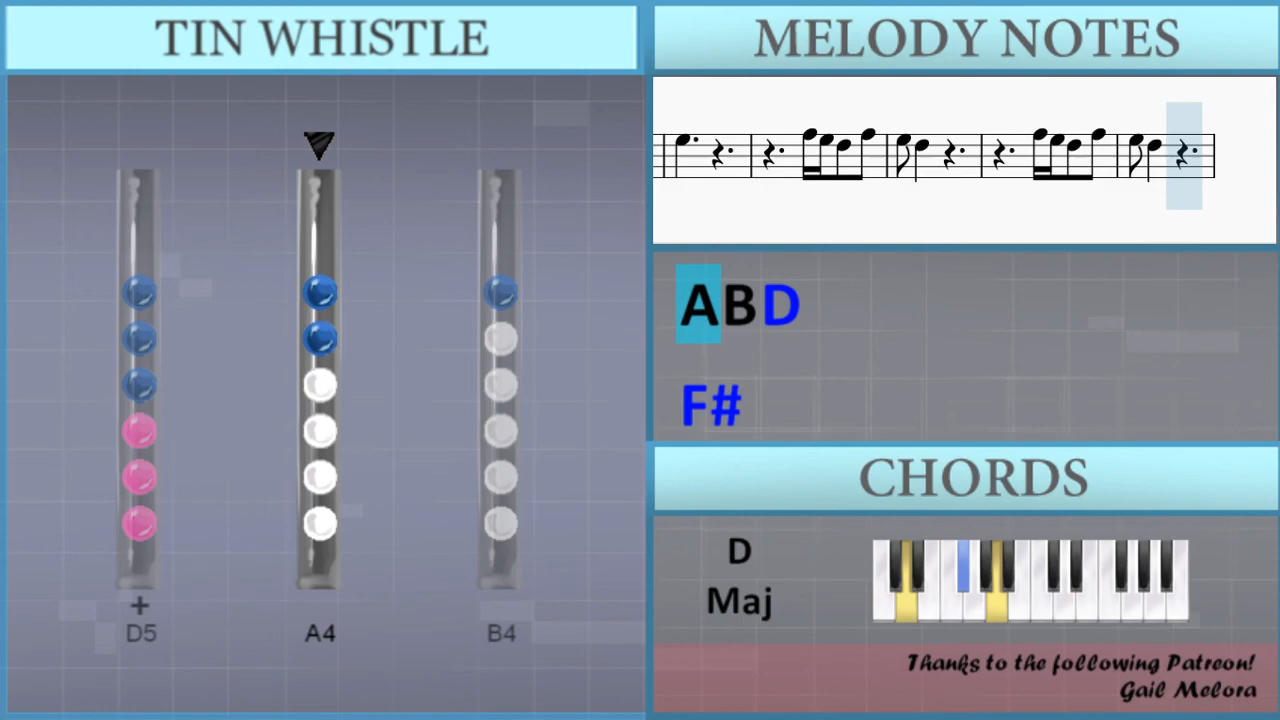 TIN WHISTLE
+
D5
A4
B4
MELODY NOTES
ABD
F#
CHORDS
D
Maj
Thanks to the following Patreon!
Gail Melora